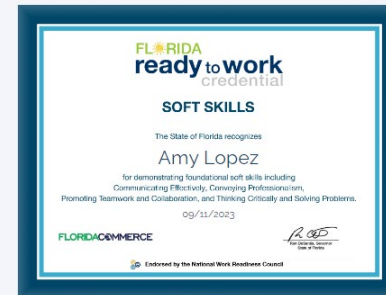 FLORIDA
ready to work
credential
SOFT SKILLS
The State of Florida recognizes
Amy Lopez
for demonstrating foundational soft skills including
Communicating Effectively, Conveying Professionalism,
Promoting Teamwork and Collaboration, and Thinking Critically and Solving Problems.
09/11/2023
FLORIDACOMMERCE
Ron DeSantis, Governor
State of Florida
Endorsed by the National Work Readiness Council